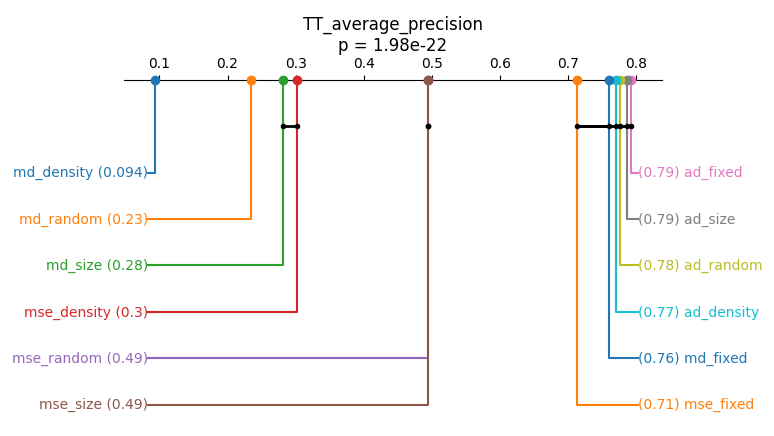 TT_average_precision
p = 1.98e-22
0.1 0.2 0.3 0.4 0.5 0.6 0.7 0.8
md_density (0.094) (0.79) ad_fixed
md_random (0.23) (0.79) ad_size
md_size (0.28) (0.78) ad_random
mse_density (0.3) (0.77) ad_density
mse_random (0.49) (0.76) md_fixed
mse_size (0.49) (0.71) mse_fixed